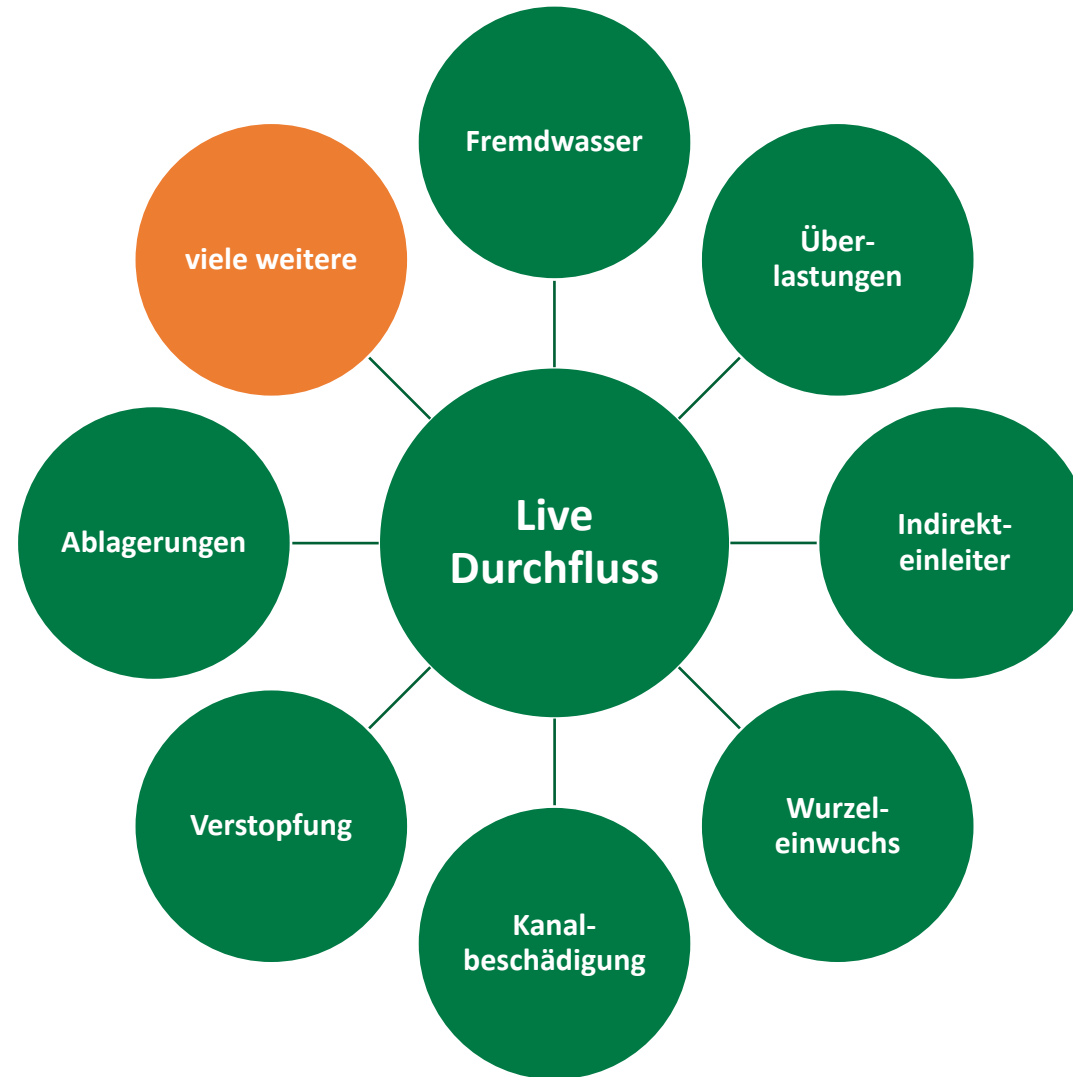 Fremdwasser
viele weitere
Über-
lastungen
Ablagerungen
Live
Durchfluss
Indirekt-
einleiter
Verstopfung
Wurzel-
einwuchs
Kanal-
beschädigung